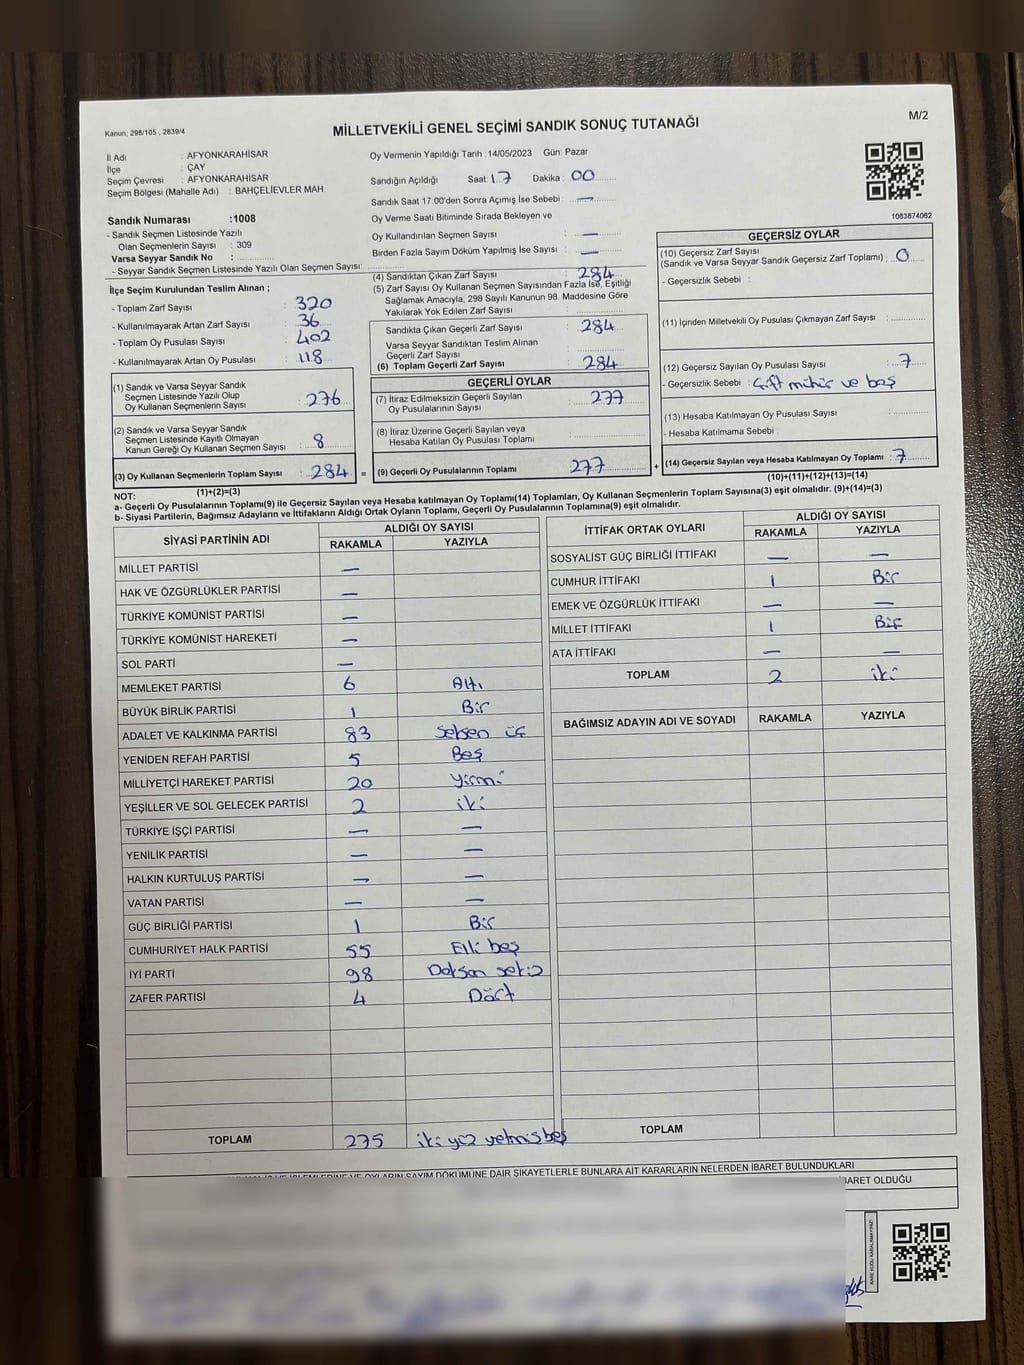 M/2
Kanun; 298/105 , 2839/4
MİLLETVEKİLİ GENEL SEÇİMİ SANDIK SONUÇ TUTANAĞI
İl Adı : AFYONKARAHİSAR
İlçe : ÇAY
Seçim Çevresi : AFYONKARAHİSAR
Seçim Bölgesi (Mahalle Adı) : BAHÇELİEVLER MAH.
Sandık Numarası :1008
- Sandık Seçmen Listesinde Yazılı
Olan Seçmenlerin Sayısı : 309
Varsa Seyyar Sandık No :
- Seyyar Sandık Seçmen Listesinde Yazılı Olan Seçmen Sayısı:
Oy Vermenin Yapıldığı Tarih :14/05/2023 Gün: Pazar
Sandığın Açıldığı Saat: 17 Dakika : 00
Sandık Saat 17:00'den Sonra Açımış İse Sebebi : —
Oy Verme Saati Bitiminde Sırada Bekleyen ve
Oy Kullandırılan Seçmen Sayısı : —
Birden Fazla Sayım Döküm Yapılmış İse Sayısı : —
1083874062
İlçe Seçim Kurulundan Teslim Alınan ;
- Toplam Zarf Sayısı : 320
- Kullanılmayarak Artan Zarf Sayısı : 36
- Toplam Oy Pusulası Sayısı : 402
- Kullanılmayarak Artan Oy Pusulası : 118
(1) Sandık ve Varsa Seyyar Sandık
Seçmen Listesinde Yazılı Olup
Oy Kullanan Seçmenlerin Sayısı : 276
(2) Sandık ve Varsa Seyyar Sandık
Seçmen Listesinde Kayıtlı Olmayan
Kanun Gereği Oy Kullanan Seçmen Sayısı : 8
(3) Oy Kullanan Seçmenlerin Toplam Sayısı : 284 =
(1)+(2)=(3)
(4) Sandıktan Çıkan Zarf Sayısı : 284
(5) Zarf Sayısı Oy Kullanan Seçmen Sayısından Fazla İse, Eşitliği
Sağlamak Amacıyla, 298 Sayılı Kanunun 98. Maddesine Göre
Yakılarak Yok Edilen Zarf Sayısı :
Sandıkta Çıkan Geçerli Zarf Sayısı : 284
Varsa Seyyar Sandıktan Teslim Alınan
Geçerli Zarf Sayısı :
(6) Toplam Geçerli Zarf Sayısı : 284
GEÇERLİ OYLAR
(7) İtiraz Edilmeksizin Geçerli Sayılan
Oy Pusulalarının Sayısı : 277
(8) İtiraz Üzerine Geçerli Sayılan veya
Hesaba Katılan Oy Pusulası Toplamı :
(9) Geçerli Oy Pusulalarının Toplamı : 277 +
GEÇERSİZ OYLAR
(10) Geçersiz Zarf Sayısı
(Sandık ve Varsa Seyyar Sandık Geçersiz Zarf Toplamı) : 0
- Geçersizlik Sebebi :
(11) İçinden Milletvekili Oy Pusulası Çıkmayan Zarf Sayısı :
(12) Geçersiz Sayılan Oy Pusulası Sayısı : 7
- Geçersizlik Sebebi : Çift mühür ve boş
(13) Hesaba Katılmayan Oy Pusulası Sayısı :
- Hesaba Katılmama Sebebi :
(14) Geçersiz Sayılan veya Hesaba Katılmayan Oy Toplamı : 7
(10)+(11)+(12)+(13)=(14)
NOT:
a- Geçerli Oy Pusulaların Toplamı(9) ile Geçersiz Sayılan veya Hesaba katılmayan Oy Toplamı(14) Toplamları, Oy Kullanan Seçmenlerin Toplam Sayısına(3) eşit olmalıdır. (9)+(14)=(3)
b- Siyasi Partilerin, Bağımsız Adayların ve İttifakların Aldığı Ortak Oyların Toplamı, Geçerli Oy Pusulalarının Toplamına(9) eşit olmalıdır.
SİYASİ PARTİNİN ADI ALDIĞI OY SAYISI
RAKAMLA YAZIYLA
MİLLET PARTİSİ —
HAK VE ÖZGÜRLÜKLER PARTİSİ —
TÜRKİYE KOMÜNİST PARTİSİ —
TÜRKİYE KOMÜNİST HAREKETİ —
SOL PARTİ —
MEMLEKET PARTİSİ 6 Altı
BÜYÜK BİRLİK PARTİSİ 1 Bir
ADALET VE KALKINMA PARTİSİ 83 Seksen üç
YENİDEN REFAH PARTİSİ 5 Beş
MİLLİYETÇİ HAREKET PARTİSİ 20 Yirmi
YEŞİLLER VE SOL GELECEK PARTİSİ 2 iki
TÜRKİYE İŞÇİ PARTİSİ — —
YENİLİK PARTİSİ — —
HALKIN KURTULUŞ PARTİSİ — —
VATAN PARTİSİ — —
GÜÇ BİRLİĞİ PARTİSİ 1 Bir
CUMHURİYET HALK PARTİSİ 55 Elli beş
İYİ PARTİ 98 Doksan sekiz
ZAFER PARTİSİ 4 Dört
TOPLAM 275 iki yüz yetmişbeş
İTTİFAK ORTAK OYLARI ALDIĞI OY SAYISI
RAKAMLA YAZIYLA
SOSYALİST GÜÇ BİRLİĞİ İTTİFAKI — —
CUMHUR İTTİFAKI 1 Bir
EMEK VE ÖZGÜRLÜK İTTİFAKI — —
MİLLET İTTİFAKI 1 Bir
ATA İTTİFAKI — —
TOPLAM 2 iki
BAĞIMSIZ ADAYIN ADI VE SOYADI RAKAMLA YAZIYLA
TOPLAM
OYLARIN SAYIM DÖKÜMÜNE DAİR ŞİKAYETLERLE BUNLARA AİT KARARLARIN NELERDEN İBARET BULUNDUKLARI
İBARET OLDUĞU
KARE KODU KARALAMAYINIZ!